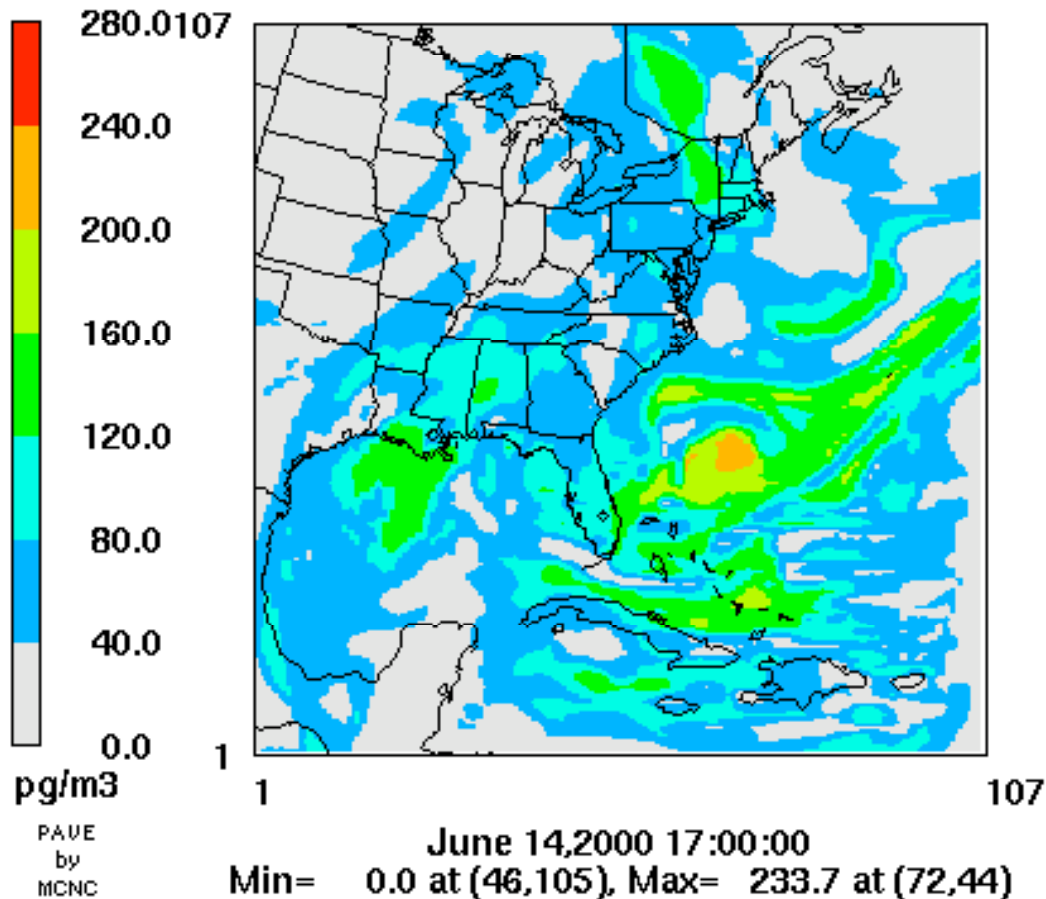 280.0
240.0
200.0
160.0
120.0
80.0
40.0
0.0
pg/m3
PAVE
by
MCNC
107
1
1
107
June 14,2000 17:00:00
Min= 0.0 at (46,105), Max= 233.7 at (72,44)